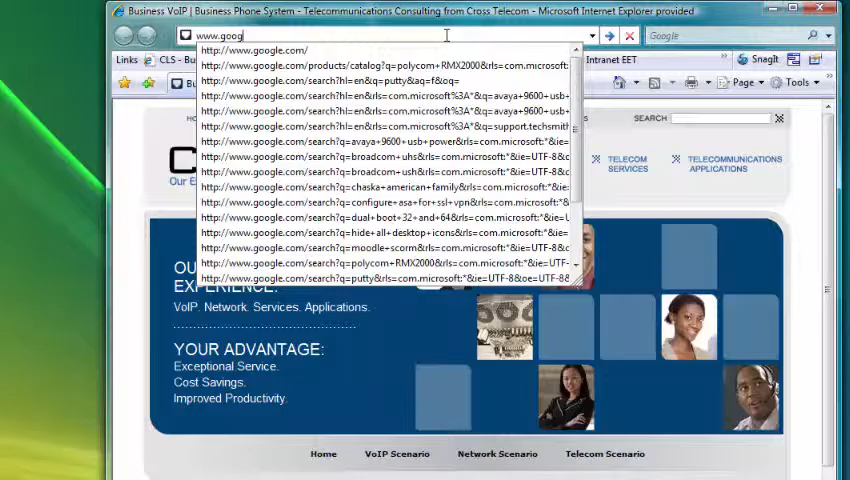 Business VoIP | Business Phone System - Telecommunications Consulting from Cross Telecom - Microsoft Internet Explorer provided
www.goog
Google
Links
CLS - B
Intranet EET
SnagIt
Bu
Page
Tools
http://www.google.com/
http://www.google.com/products/catalog?q=polycom+RMX2000&rls=com.microsoft:
http://www.google.com/search?hl=en&q=putty&aq=f&oq=
http://www.google.com/search?hl=en&rls=com.microsoft%3A*&q=avaya+9600+usb+
http://www.google.com/search?hl=en&rls=com.microsoft%3A*&q=avaya+9600+usb+
http://www.google.com/search?hl=en&rls=com.microsoft%3A*&q=support.techsmith
http://www.google.com/search?q=avaya+9600+usb+power&rls=com.microsoft:*&ie=
http://www.google.com/search?q=broadcom+uhs&rls=com.microsoft:*&ie=UTF-8&c
http://www.google.com/search?q=broadcom+ush&rls=com.microsoft:*&ie=UTF-8&c
http://www.google.com/search?q=chaska+american+family&rls=com.microsoft:*&ie
http://www.google.com/search?q=configure+asa+for+ssl+vpn&rls=com.microsoft:*&
http://www.google.com/search?q=dual+boot+32+and+64&rls=com.microsoft:*&ie=U
http://www.google.com/search?q=hide+all+desktop+icons&rls=com.microsoft:*&ie=
http://www.google.com/search?q=moodle+scorm&rls=com.microsoft:*&ie=UTF-8&
http://www.google.com/search?q=polycom+RMX2000&rls=com.microsoft:*&ie=UTF-
http://www.google.com/search?q=putty&rls=com.microsoft:*&ie=UTF-8&oe=UTF-8&
HO
SEARCH
C
Our E
TELECOM
SERVICES
TELECOMMUNICATIONS
APPLICATIONS
OU
EXPERIENCE:
VoIP. Network. Services. Applications.
YOUR ADVANTAGE:
Exceptional Service.
Cost Savings.
Improved Productivity.
Home
VoIP Scenario
Network Scenario
Telecom Scenario